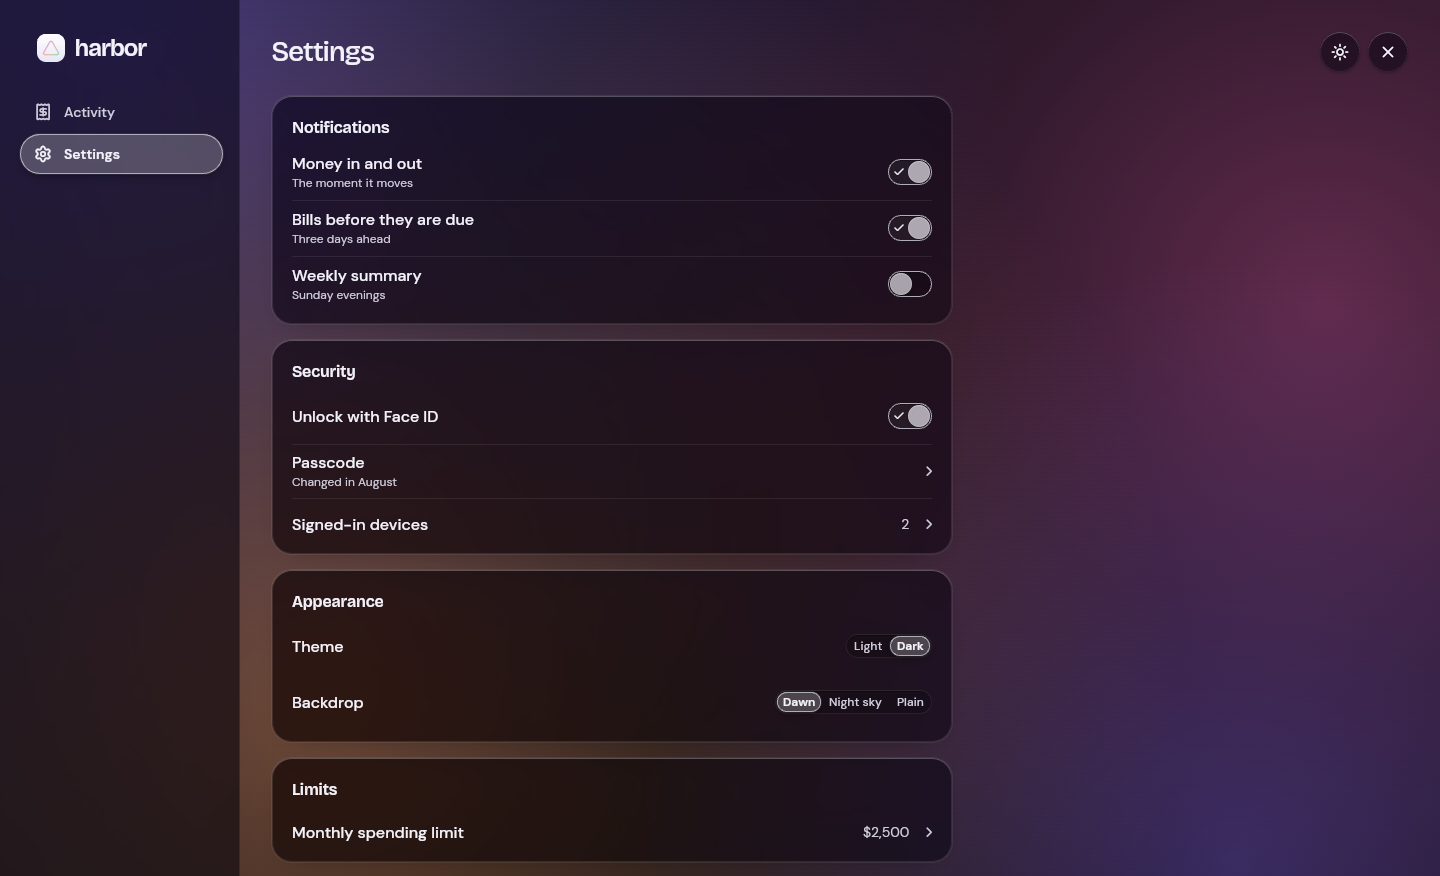 harbor
Activity
Settings
Settings
Notifications
Money in and out
The moment it moves
Bills before they are due
Three days ahead
Weekly summary
Sunday evenings
Security
Unlock with Face ID
Passcode
Changed in August
Signed-in devices
2
Appearance
Theme
Light Dark
Backdrop
Dawn Night sky Plain
Limits
Monthly spending limit
$2,500